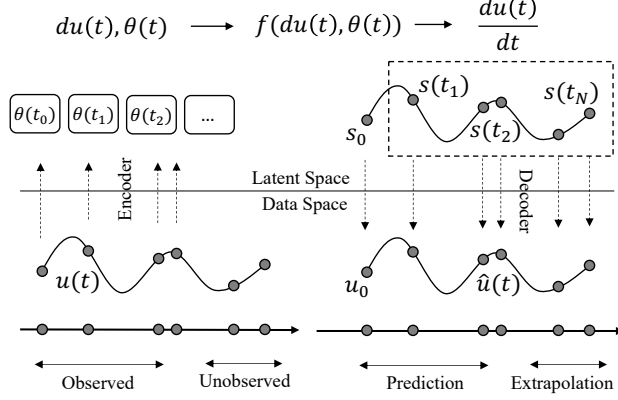 du(t), θ(t) → f(du(t), θ(t)) → du(t)/dt
θ(t₀) θ(t₁) θ(t₂) ...
s₀ s(t₁) s(t₂) s(t_N)
Encoder
Latent Space
Data Space
Decoder
u(t)
u₀ û(t)
Observed Unobserved
Prediction Extrapolation